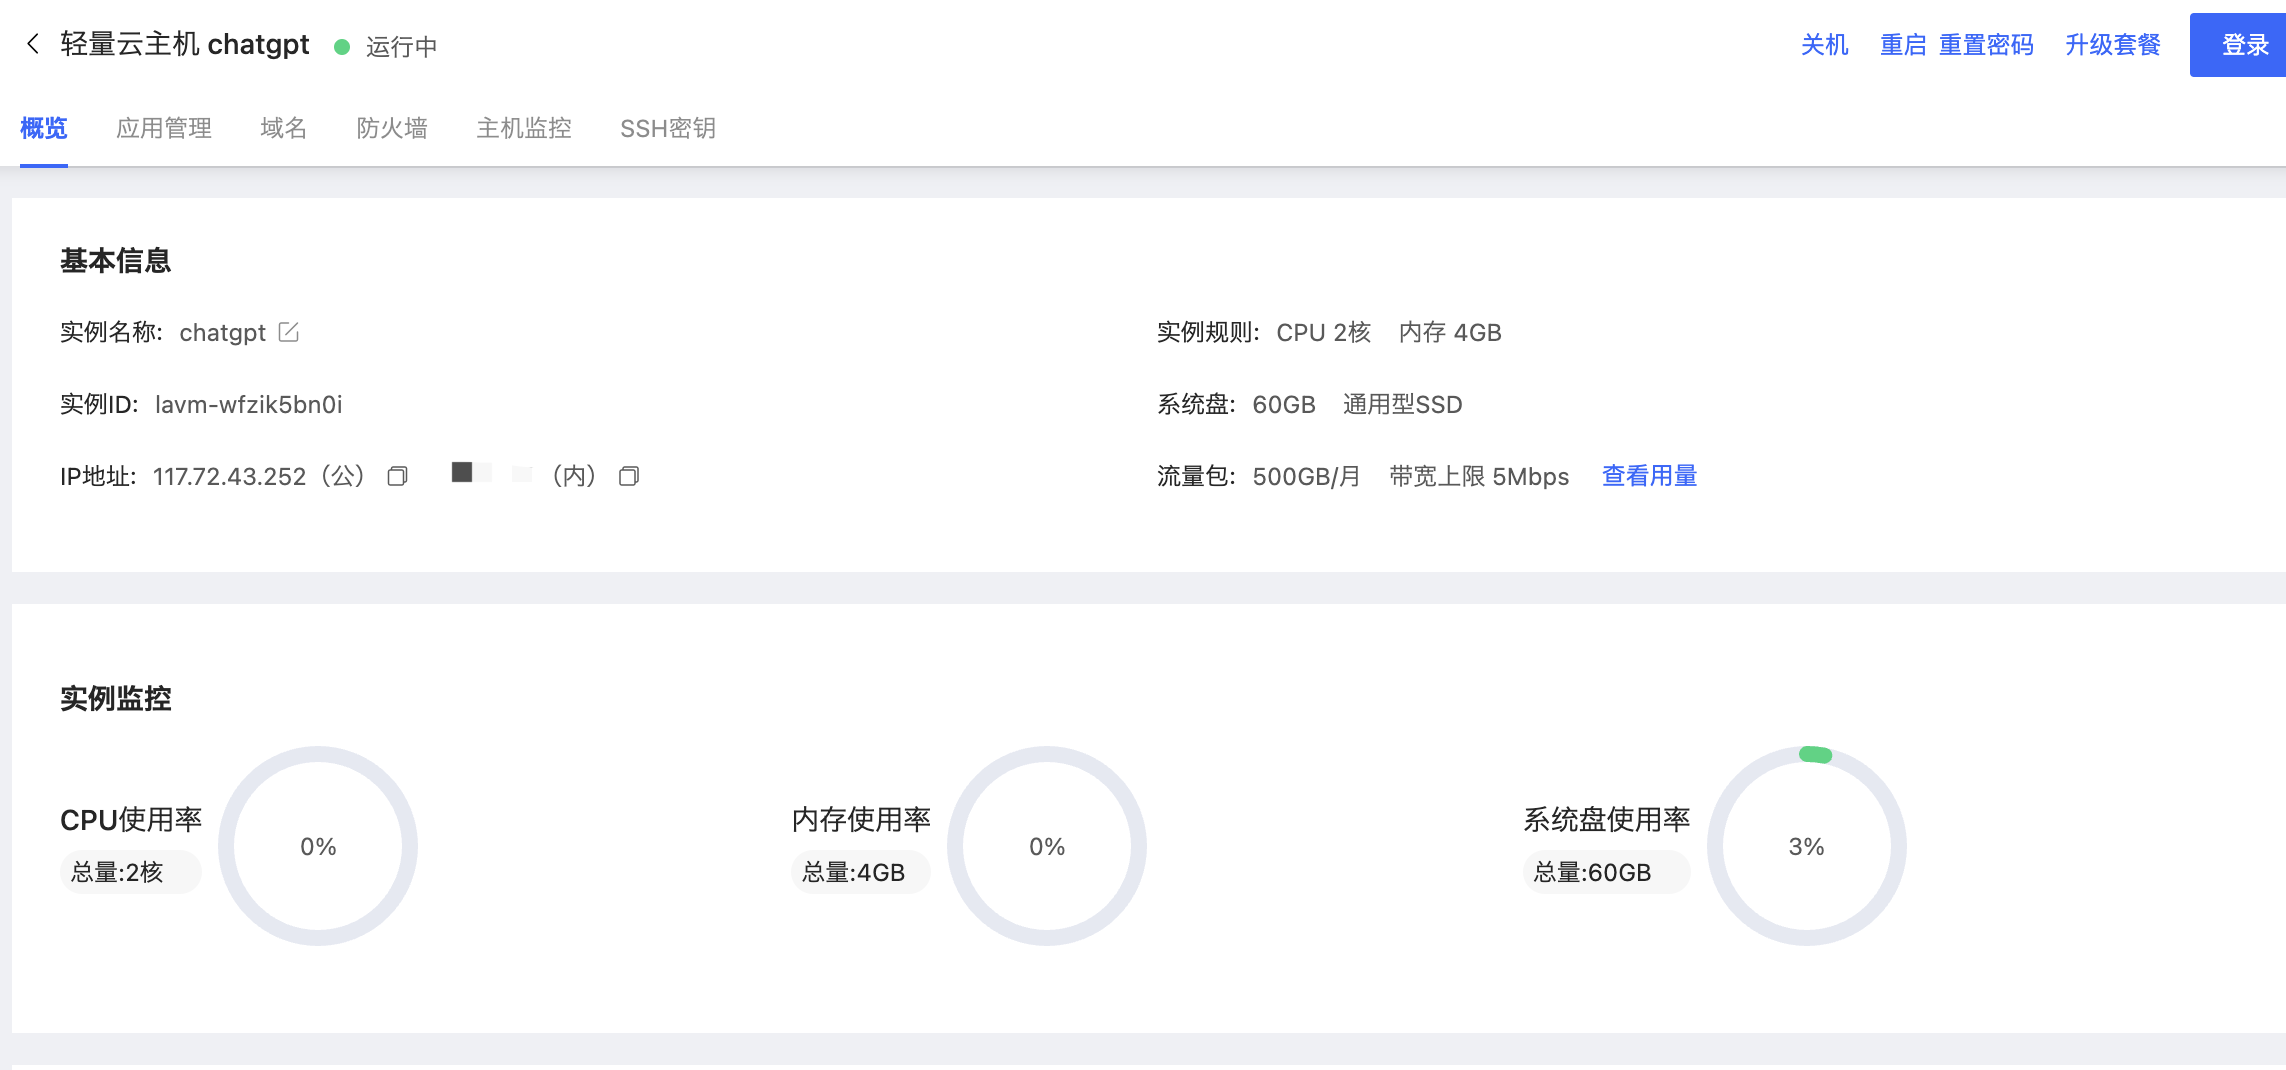 轻量云主机 chatgpt 运行中 关机 重启 重置密码 升级套餐 登录
概览 应用管理 域名 防火墙 主机监控 SSH密钥
基本信息
实例名称: chatgpt 实例规则: CPU 2核 内存 4GB
实例ID: lavm-wfzik5bn0i 系统盘: 60GB 通用型SSD
IP地址: 117.72.43.252（公） （内） 流量包: 500GB/月 带宽上限 5Mbps 查看用量
实例监控
CPU使用率 内存使用率 系统盘使用率
0% 0% 3%
总量:2核 总量:4GB 总量:60GB